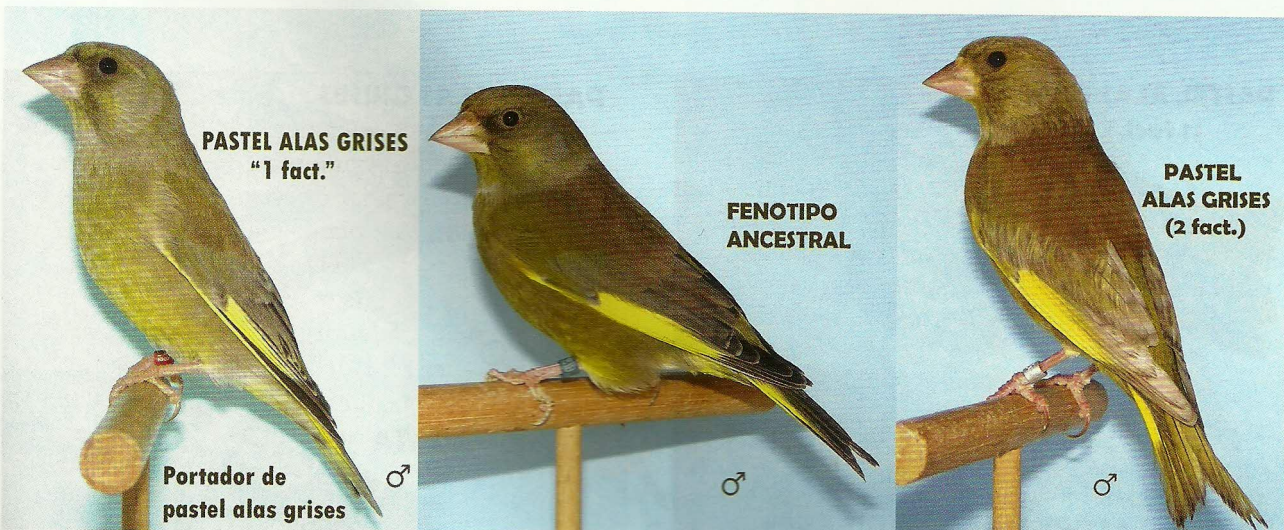 PASTEL ALAS GRISES
"1 fact."
Portador de
pastel alas grises
♂
FENOTIPO
ANCESTRAL
♂
PASTEL
ALAS GRISES
(2 fact.)
♂